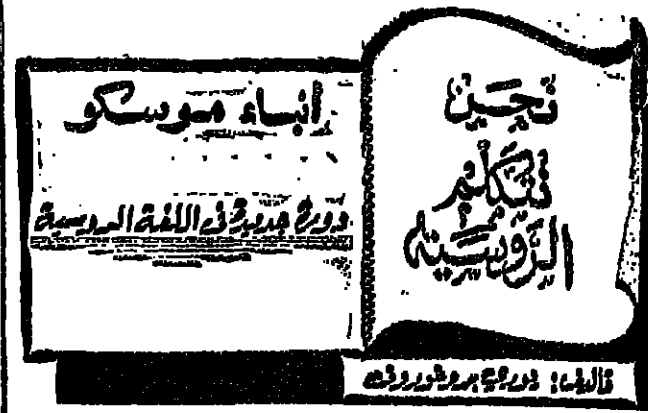 نحن
نتكلم
الروسية
أنباء موسكو
دورة جديدة في اللغة الروسية
تأليف: